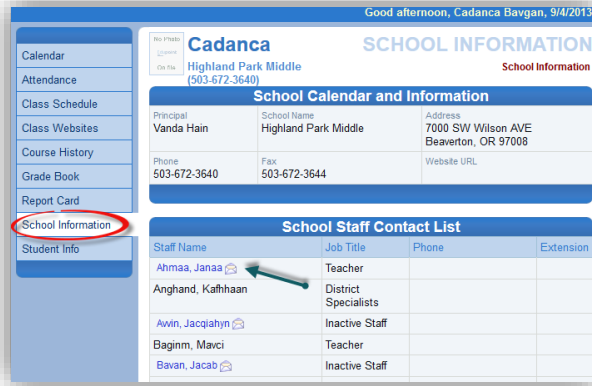 Good afternoon, Cadanca Bavgan, 9/4/2013
Calendar
Attendance
Class Schedule
Class Websites
Course History
Grade Book
Report Card
School Information
Student Info
No Photo
On File
Cadanca
SCHOOL INFORMATION
Highland Park Middle
(503-672-3640)
School Information
School Calendar and Information
Principal
Vanda Hain
School Name
Highland Park Middle
Address
7000 SW Wilson AVE
Beaverton, OR 97008
Phone
503-672-3640
Fax
503-672-3644
Website URL
School Staff Contact List
Staff Name Job Title Phone Extension
Ahmaa, Janaa Teacher
Anghand, Kafhhaan District
Specialists
Awin, Jacqiahyn Inactive Staff
Baginm, Mavci Teacher
Bavan, Jacab Inactive Staff